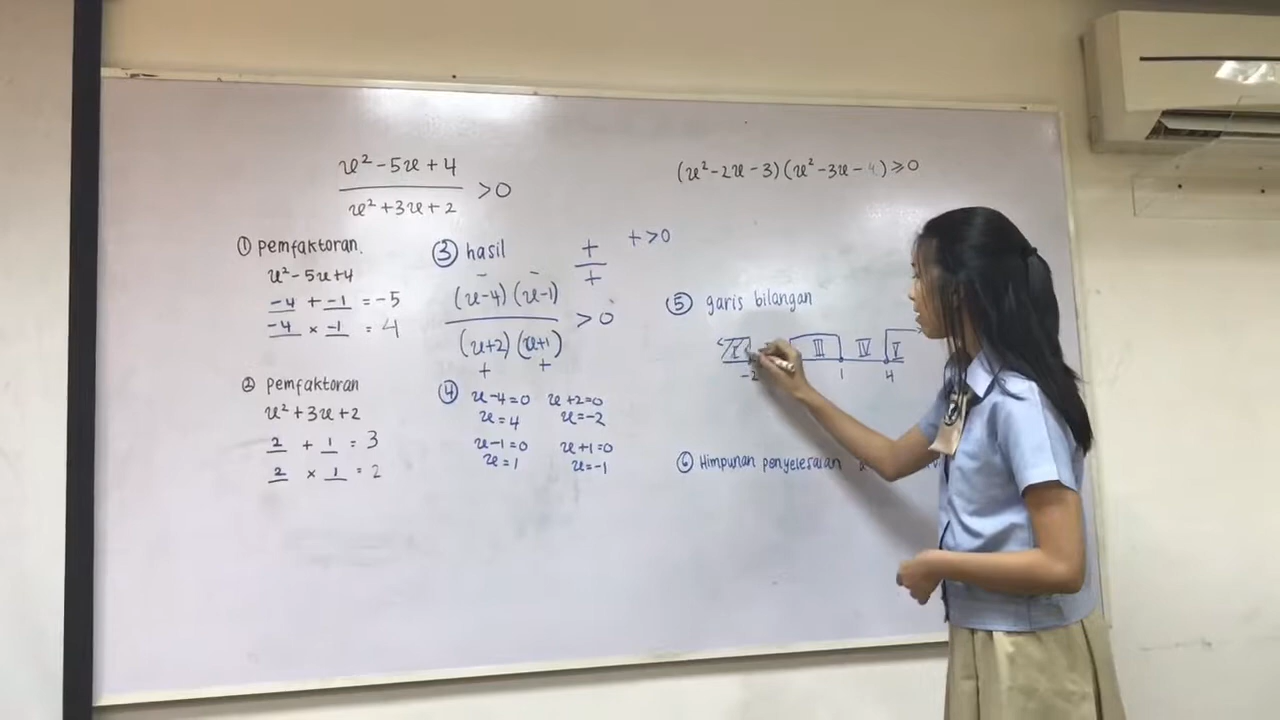 x² - 5x + 4
x² + 3x + 2
> 0
(x² - 2x - 3)(x² - 3x - 4) ≥ 0
① pemfaktoran.
x² - 5x + 4
-4 + -1 = -5
-4 × -1 = 4
② pemfaktoran
x² + 3x + 2
2 + 1 = 3
2 × 1 = 2
③ hasil
+
+
+ > 0
- -
(x-4)(x-1)
(x+2)(x+1)
> 0
+ +
④ x-4=0 x+2=0
x=4 x=-2
x-1=0 x+1=0
x=1 x=-1
⑤ garis bilangan
I III IV V
-2 1 4
⑥ Himpunan penyelesaian